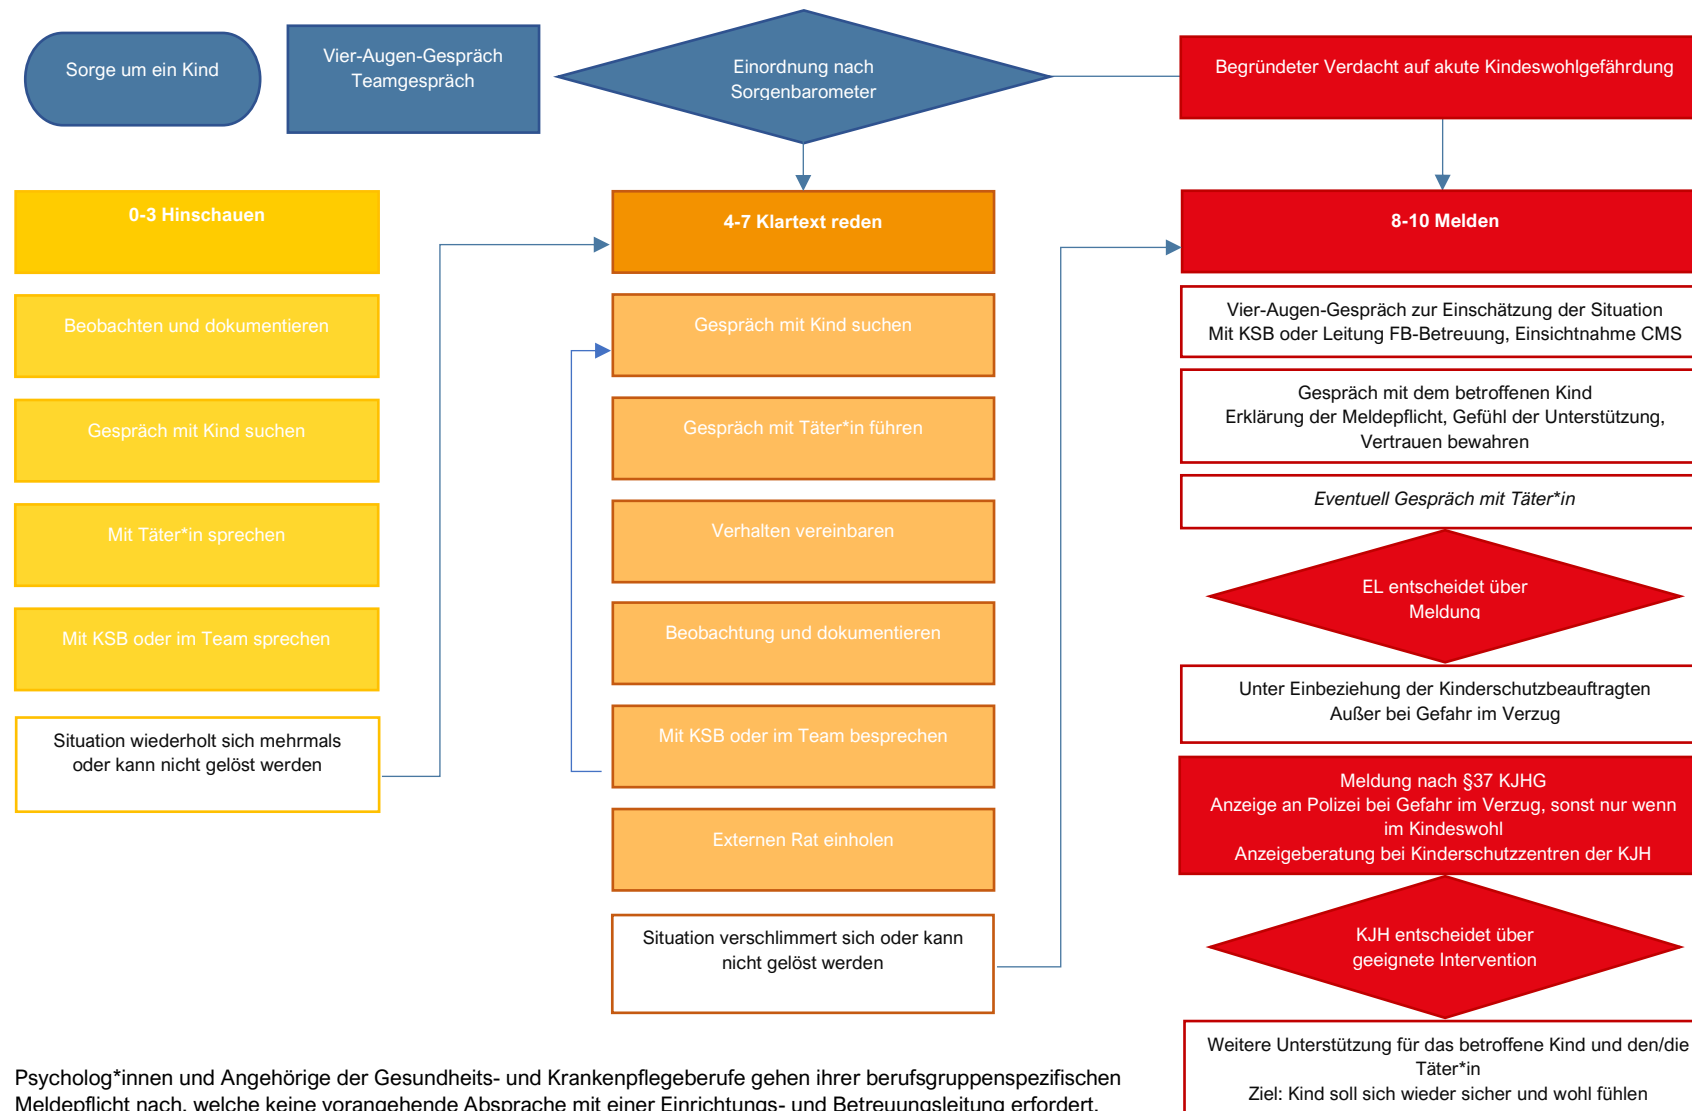 Sorge um ein Kind
Vier-Augen-Gespräch
Teamgespräch
Einordnung nach
Sorgenbarometer
Begründeter Verdacht auf akute Kindeswohlgefährdung
0-3 Hinschauen
Beobachten und dokumentieren
Gespräch mit Kind suchen
Mit Täter*in sprechen
Mit KSB oder im Team sprechen
Situation wiederholt sich mehrmals
oder kann nicht gelöst werden
4-7 Klartext reden
Gespräch mit Kind suchen
Gespräch mit Täter*in führen
Verhalten vereinbaren
Beobachtung und dokumentieren
Mit KSB oder im Team besprechen
Externen Rat einholen
Situation verschlimmert sich oder kann
nicht gelöst werden
8-10 Melden
Vier-Augen-Gespräch zur Einschätzung der Situation
Mit KSB oder Leitung FB-Betreuung, Einsichtnahme CMS
Gespräch mit dem betroffenen Kind
Erklärung der Meldepflicht, Gefühl der Unterstützung,
Vertrauen bewahren
Eventuell Gespräch mit Täter*in
EL entscheidet über
Meldung
Unter Einbeziehung der Kinderschutzbeauftragten
Außer bei Gefahr im Verzug
Meldung nach §37 KJHG
Anzeige an Polizei bei Gefahr im Verzug, sonst nur wenn
im Kindeswohl
Anzeigeberatung bei Kinderschutzzentren der KJH
KJH entscheidet über
geeignete Intervention
Weitere Unterstützung für das betroffene Kind und den/die
Täter*in
Ziel: Kind soll sich wieder sicher und wohl fühlen
Psycholog*innen und Angehörige der Gesundheits- und Krankenpflegeberufe gehen ihrer berufsgruppenspezifischen
Meldepflicht nach, welche keine vorangehende Absprache mit einer Einrichtungs- und Betreuungsleitung erfordert.